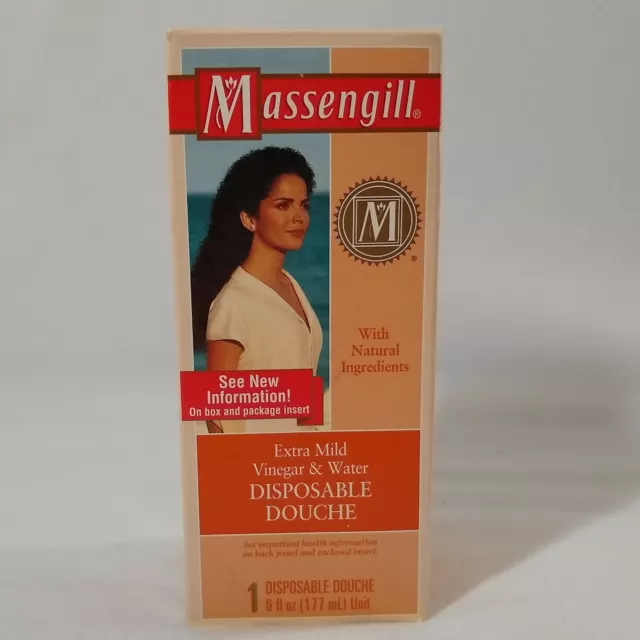 Massengill®
M
®
With
Natural
Ingredients
See New
Information!
On box and package insert
Extra Mild
Vinegar & Water
DISPOSABLE
DOUCHE
See important health information
on back panel and enclosed insert.
1 DISPOSABLE DOUCHE
6 fl oz (177 mL) Unit